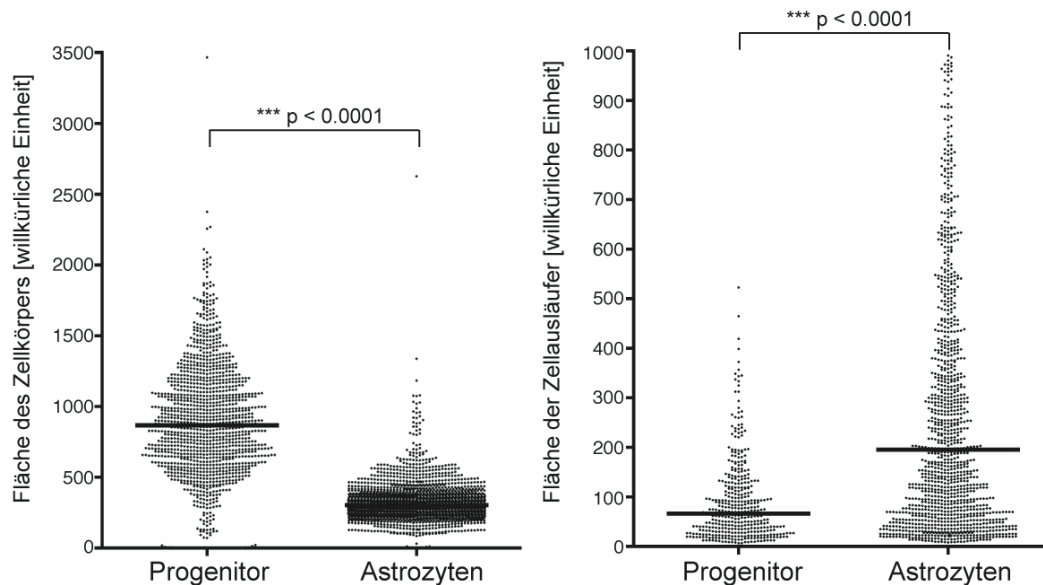 Fläche des Zellkörpers [willkürliche Einheit]
3500
3000
2500
2000
1500
1000
500
0
*** p < 0.0001
Progenitor
Astrozyten
Fläche der Zellausläufer [willkürliche Einheit]
1000
900
800
700
600
500
400
300
200
100
0
*** p < 0.0001
Progenitor
Astrozyten